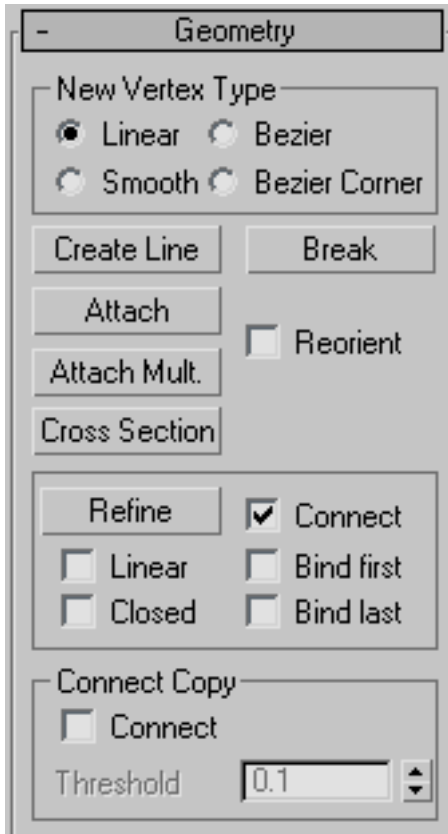 - Geometry
New Vertex Type
Linear Bezier
Smooth Bezier Corner
Create Line Break
Attach
Reorient
Attach Mult.
Cross Section
Refine Connect
Linear Bind first
Closed Bind last
Connect Copy
Connect
Threshold 0.1